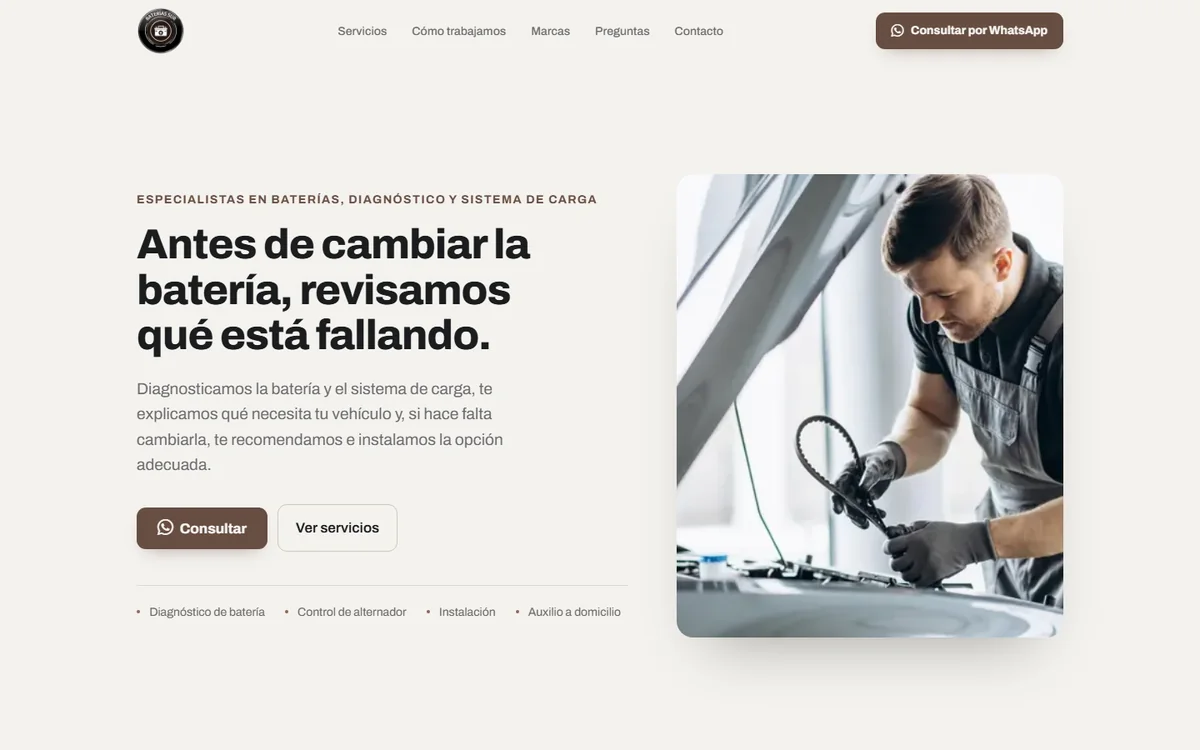 BATERÍAS SUR
Servicios
Cómo trabajamos
Marcas
Preguntas
Contacto
Consultar por WhatsApp
ESPECIALISTAS EN BATERÍAS, DIAGNÓSTICO Y SISTEMA DE CARGA
Antes de cambiar la
batería, revisamos
qué está fallando.
Diagnosticamos la batería y el sistema de carga, te
explicamos qué necesita tu vehículo y, si hace falta
cambiarla, te recomendamos e instalamos la opción
adecuada.
Consultar
Ver servicios
Diagnóstico de batería
Control de alternador
Instalación
Auxilio a domicilio